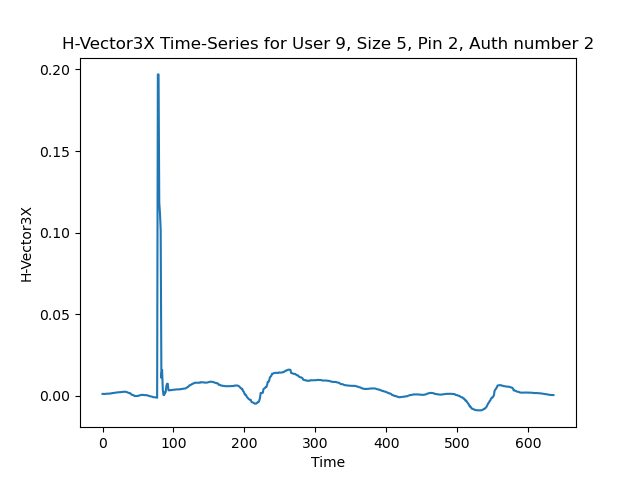 H-Vector3X Time-Series for User 9, Size 5, Pin 2, Auth number 2
0.20
0.15
0.10
0.05
0.00
H-Vector3X
0 100 200 300 400 500 600
Time